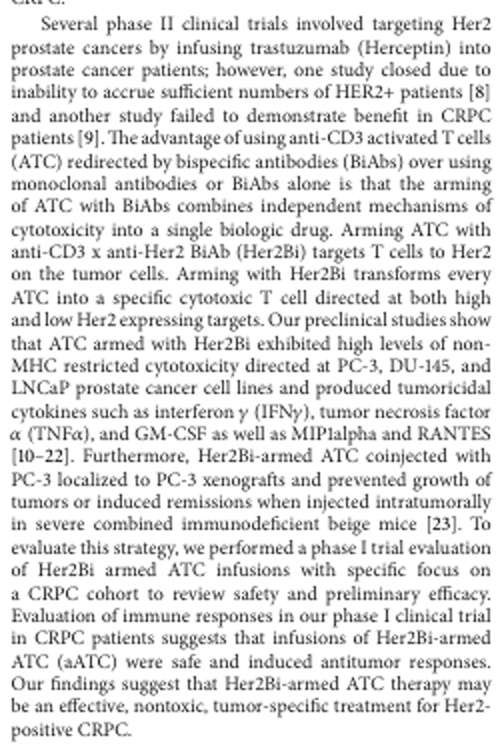 CRPC.
Several phase II clinical trials involved targeting Her2
prostate cancers by infusing trastuzumab (Herceptin) into
prostate cancer patients; however, one study closed due to
inability to accrue sufficient numbers of HER2+ patients [8]
and another study failed to demonstrate benefit in CRPC
patients [9]. The advantage of using anti-CD3 activated T cells
(ATC) redirected by bispecific antibodies (BiAbs) over using
monoclonal antibodies or BiAbs alone is that the arming
of ATC with BiAbs combines independent mechanisms of
cytotoxicity into a single biologic drug. Arming ATC with
anti-CD3 x anti-Her2 BiAb (Her2Bi) targets T cells to Her2
on the tumor cells. Arming with Her2Bi transforms every
ATC into a specific cytotoxic T cell directed at both high
and low Her2 expressing targets. Our preclinical studies show
that ATC armed with Her2Bi exhibited high levels of non-
MHC restricted cytotoxicity directed at PC-3, DU-145, and
LNCaP prostate cancer cell lines and produced tumoricidal
cytokines such as interferon γ (IFNγ), tumor necrosis factor
α (TNFα), and GM-CSF as well as MIP1alpha and RANTES
[10–22]. Furthermore, Her2Bi-armed ATC coinjected with
PC-3 localized to PC-3 xenografts and prevented growth of
tumors or induced remissions when injected intratumorally
in severe combined immunodeficient beige mice [23]. To
evaluate this strategy, we performed a phase I trial evaluation
of Her2Bi armed ATC infusions with specific focus on
a CRPC cohort to review safety and preliminary efficacy.
Evaluation of immune responses in our phase I clinical trial
in CRPC patients suggests that infusions of Her2Bi-armed
ATC (aATC) were safe and induced antitumor responses.
Our findings suggest that Her2Bi-armed ATC therapy may
be an effective, nontoxic, tumor-specific treatment for Her2-
positive CRPC.